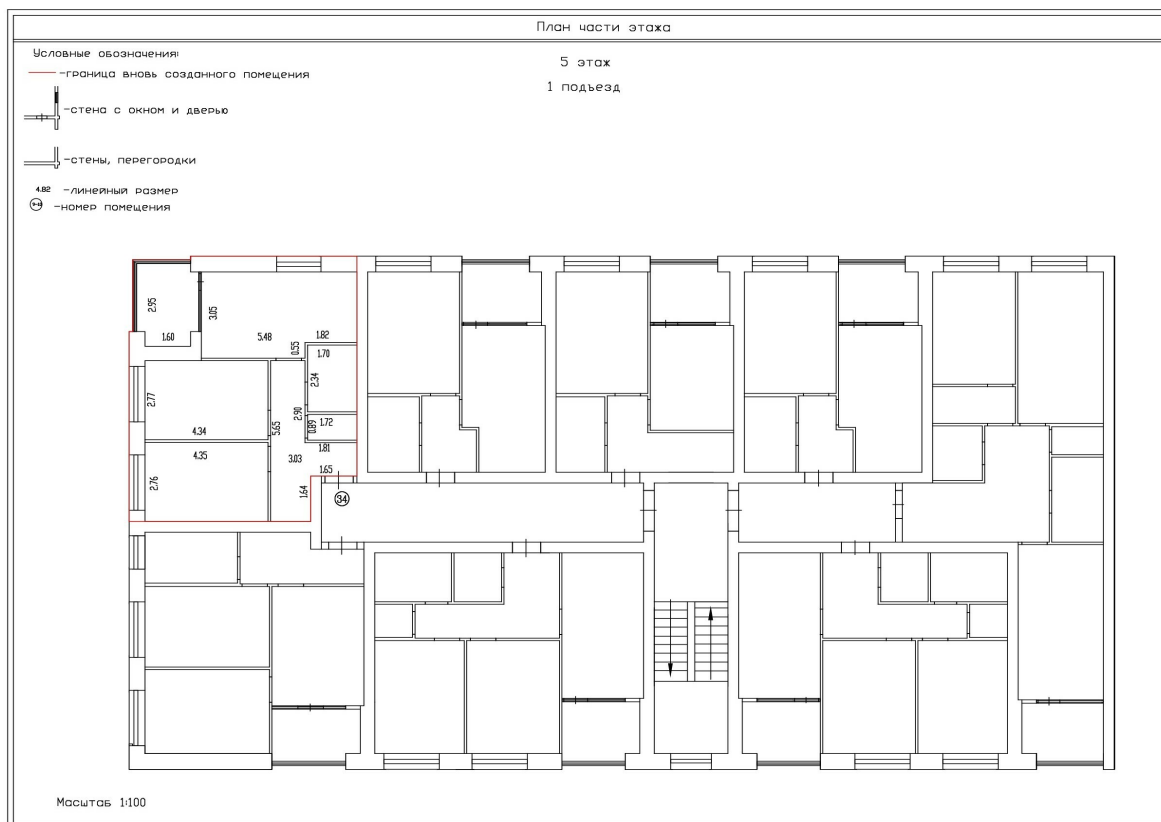 План части этажа
Условные обозначения:
5 этаж
-граница вновь созданного помещения
1 подъезд
-стена с окном и дверью
-стены, перегородки
4.82 -линейный размер
-номер помещения
2.95
3.05
1.60
5.48
1.82
0.55
1.70
2.34
2.77
2.90
5.65
0.89
1.72
4.34
4.35
1.81
3.03
1.65
2.76
1.64
34
Масштаб 1:100